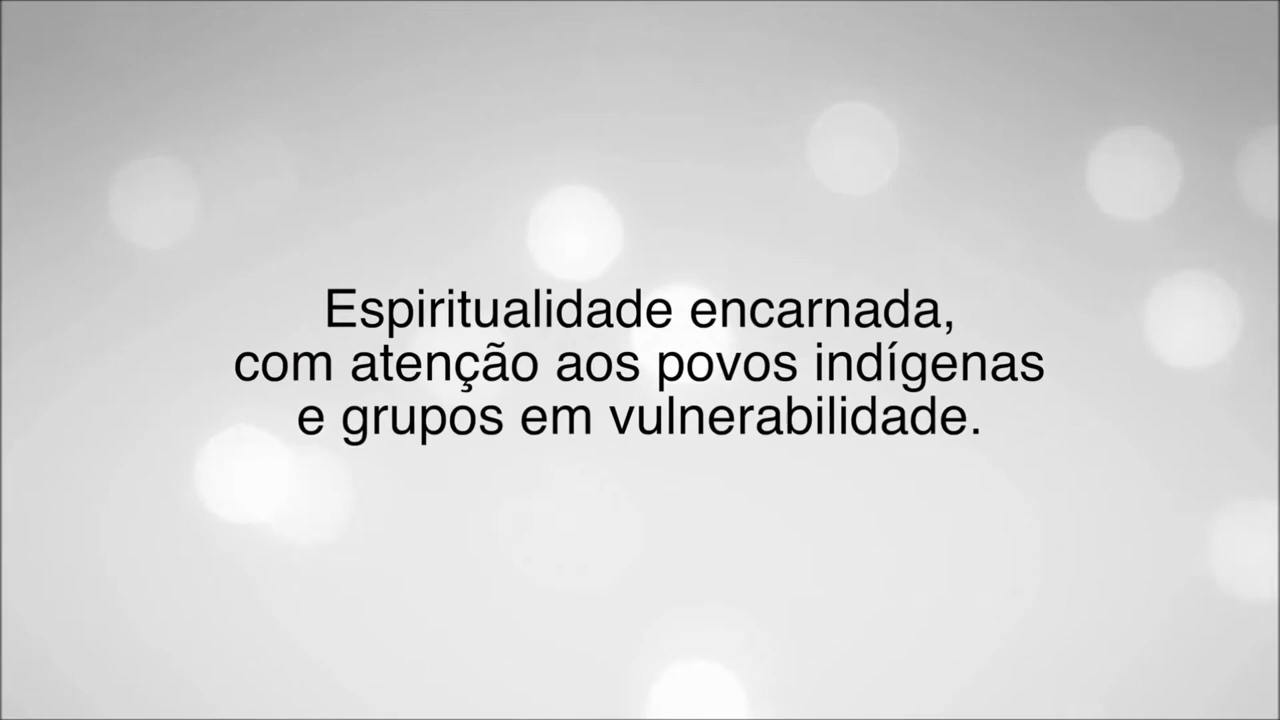 Espiritualidade encarnada,
com atenção aos povos indígenas
e grupos em vulnerabilidade.